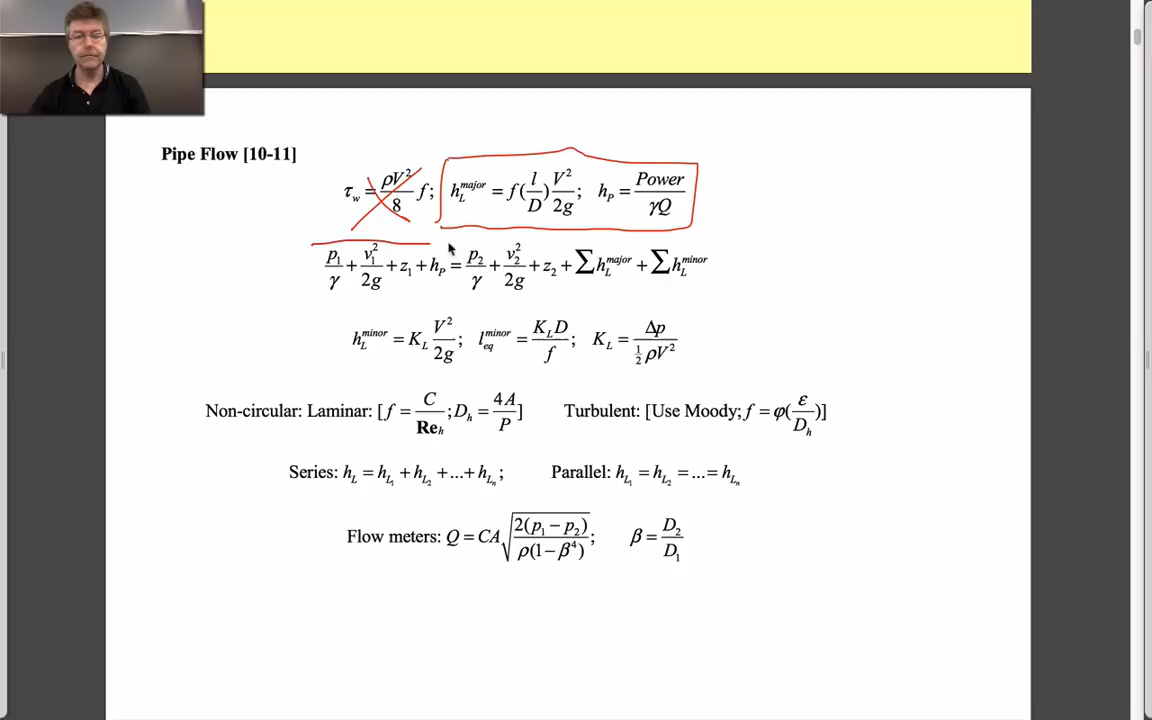 Pipe Flow [10-11]
τ_w = ρV²/8 f; h_L^major = f(l/D) V²/2g; h_P = Power/γQ
p₁/γ + v₁²/2g + z₁ + h_P = p₂/γ + v₂²/2g + z₂ + ∑h_L^major + ∑h_L^minor
h_L^minor = K_L V²/2g; l_eq^minor = K_L D/f; K_L = Δp/½ρV²
Non-circular: Laminar: [f = C/Re_h; D_h = 4A/P] Turbulent: [Use Moody; f = φ(ε/D_h)]
Series: h_L = h_L₁ + h_L₂ + ...+ h_Lₙ; Parallel: h_L₁ = h_L₂ = ... = h_Lₙ
Flow meters: Q = CA√(2(p₁ − p₂)/ρ(1 − β⁴)); β = D₂/D₁